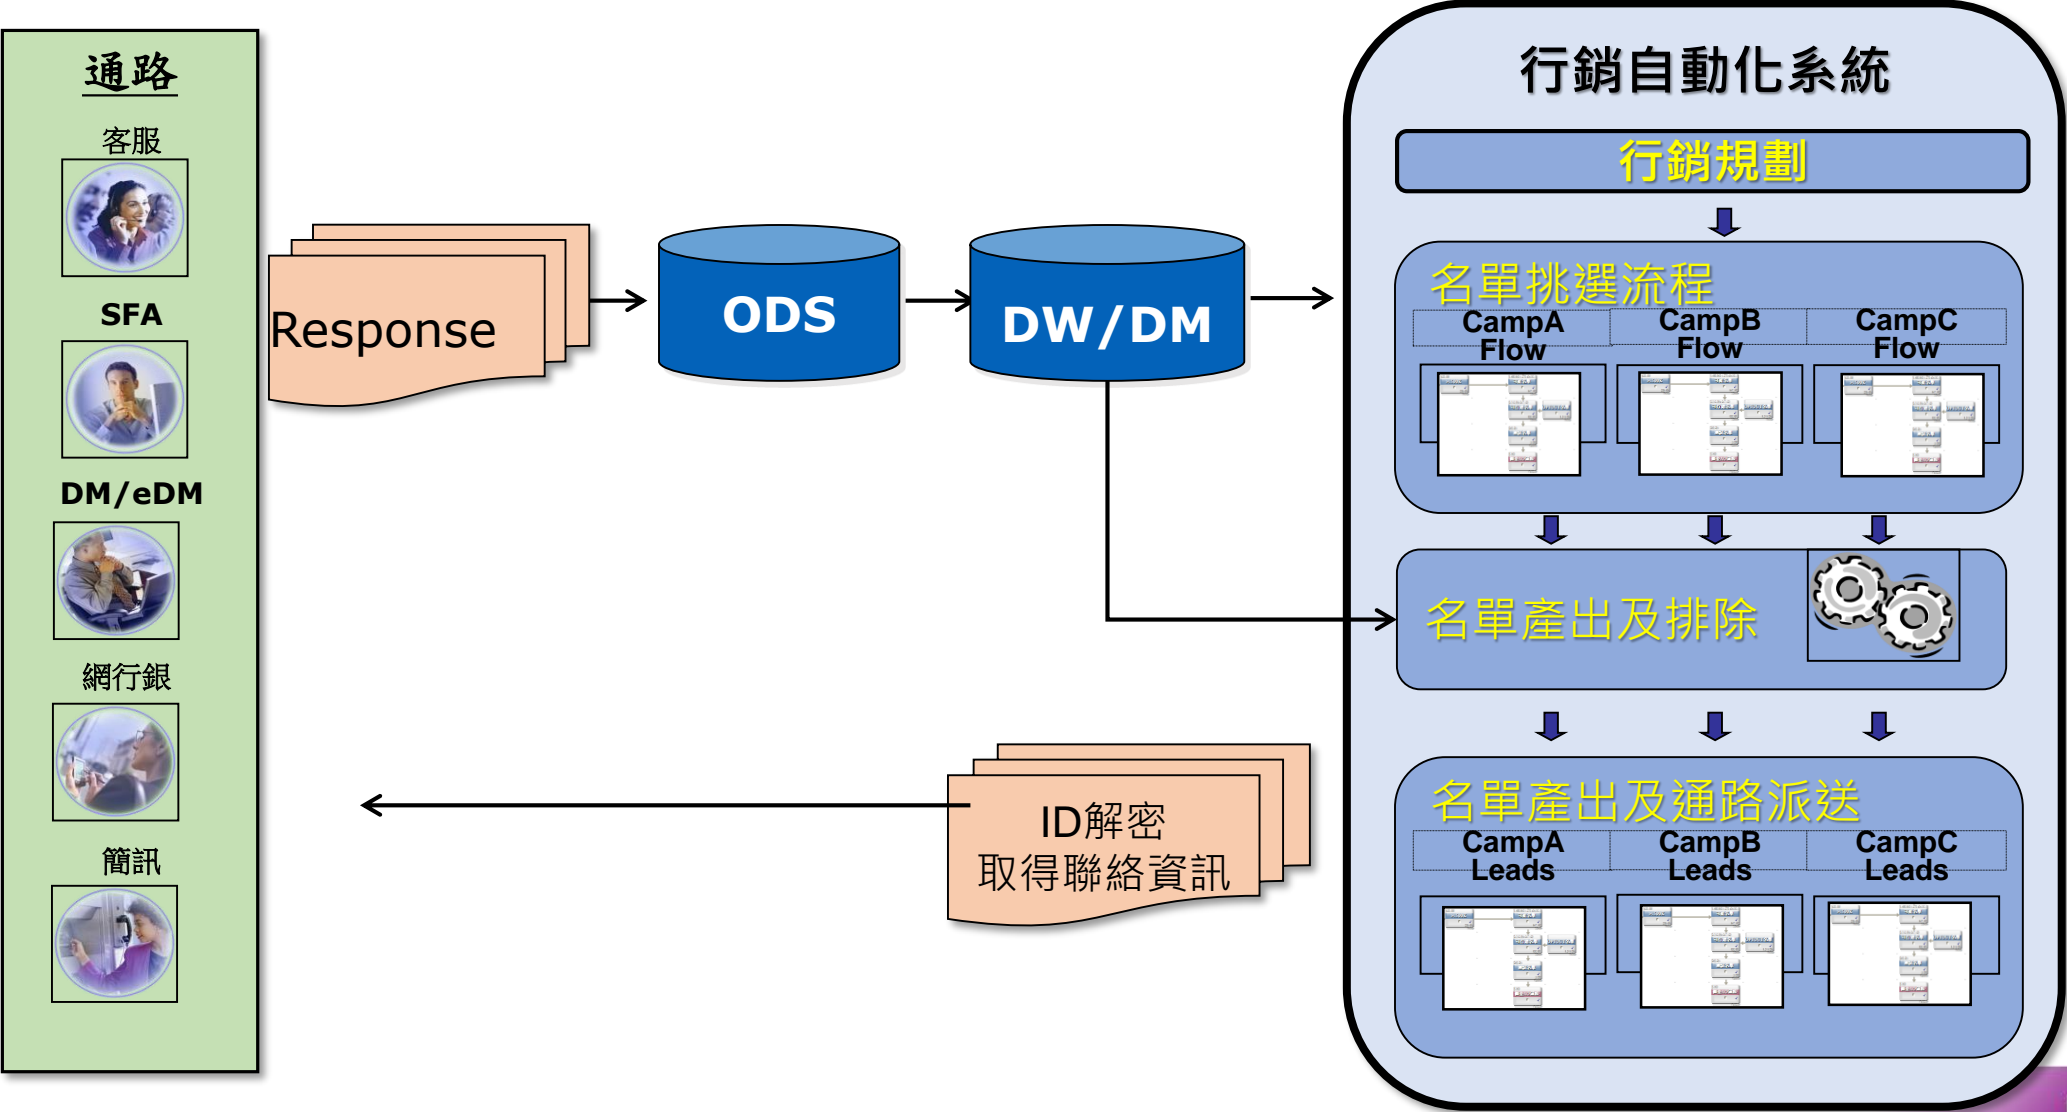 通路
客服
SFA
DM/eDM
網行銀
簡訊
Response
ODS
DW/DM
ID解密
取得聯絡資訊
行銷自動化系統
行銷規劃
名單挑選流程
CampA
Flow
CampB
Flow
CampC
Flow
名單產出及排除
名單產出及通路派送
CampA
Leads
CampB
Leads
CampC
Leads